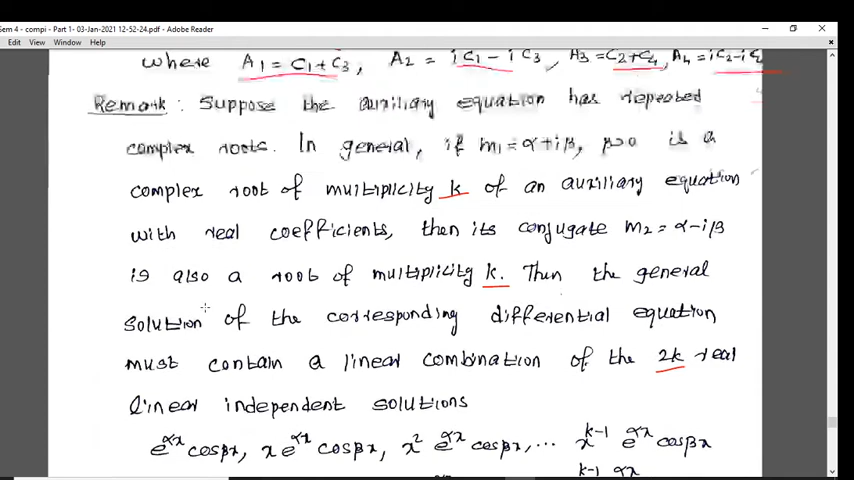 Sem 4 - compi - Part 1- 03-Jan-2021 12-52-24.pdf - Adobe Reader
Edit View Window Help
where A1 = C1 + C3, A2 = iC1 - iC3, A3 = C2+C4, A4 = iC2-iC4
Remark: Suppose the auxiliary equation has repeated
complex roots. In general, if m1 = α+iβ, β>0 is a
complex root of multiplicity k of an auxiliary equation
with real coefficients, then its conjugate m2 = α-iβ
is also a root of multiplicity k. Then the general
solution of the corresponding differential equation
must contain a linear combination of the 2k real
linear independent solutions
e^αx cosβx, x e^αx cosβx, x^2 e^αx cosβx, ... x^k-1 e^αx cosβx
k-1 αx